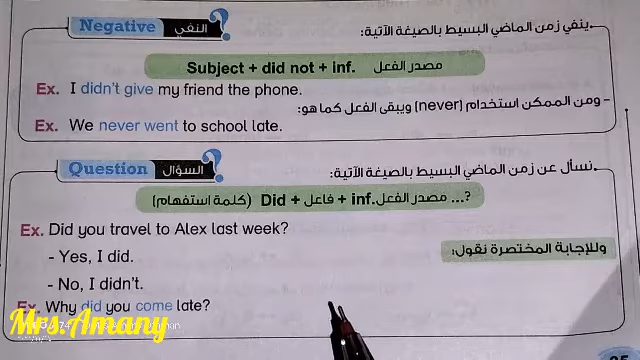 Negative النفي ?
ينفي زمن الماضي البسيط بالصيغة الآتية:
Subject + did not + inf. مصدر الفعل
Ex. I didn't give my friend the phone.
- ومن الممكن استخدام (never) ويبقى الفعل كما هو:
Ex. We never went to school late.
Question السؤال ?
نسأل عن زمن الماضي البسيط بالصيغة الآتية:
(كلمة استفهام) Did + فاعل + inf. مصدر الفعل ...?
Ex. Did you travel to Alex last week?
وللإجابة المختصرة نقول:
- Yes, I did.
- No, I didn't.
Ex. Why did you come late?
Mrs.Amany